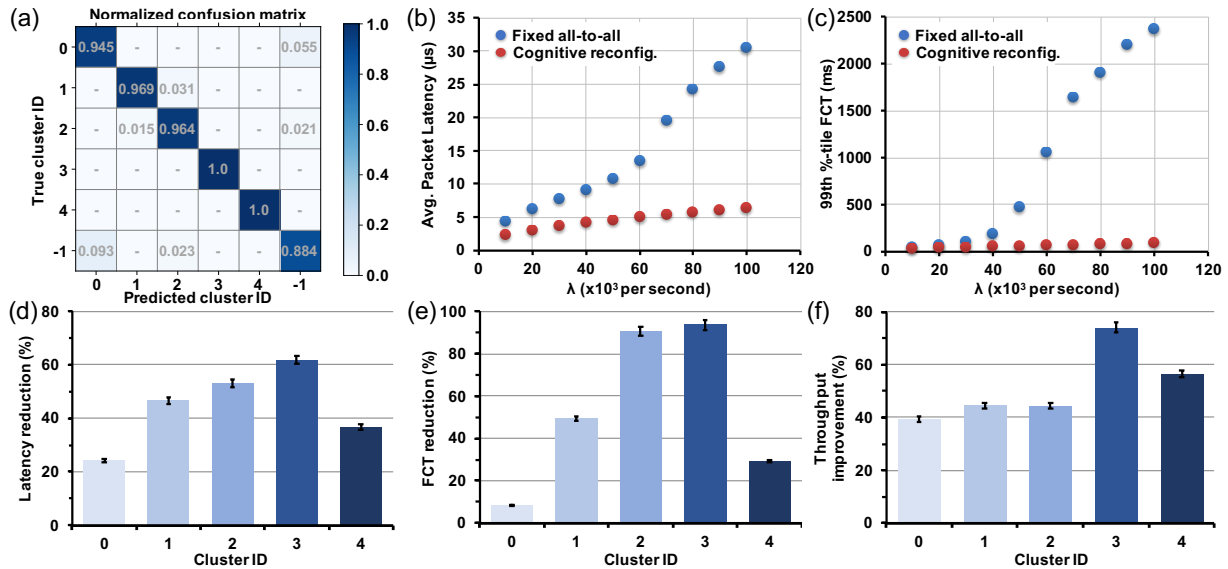 (a)
Normalized confusion matrix
True cluster ID
0 0.945 - - - - 0.055
1 - 0.969 0.031 - - -
2 - 0.015 0.964 - - 0.021
3 - - - 1.0 - -
4 - - - - 1.0 -
-1 0.093 - 0.023 - - 0.884
0 1 2 3 4 -1
Predicted cluster ID
1.0
0.8
0.6
0.4
0.2
0.0
(b)
Fixed all-to-all
Cognitive reconfig.
Avg. Packet Latency (µs)
35
30
25
20
15
10
5
0
0 20 40 60 80 100 120
λ (x10³ per second)
(c)
Fixed all-to-all
Cognitive reconfig.
99th %-tile FCT (ms)
2500
2000
1500
1000
500
0
0 20 40 60 80 100 120
λ (x10³ per second)
(d)
Latency reduction (%)
80
60
40
20
0
0 1 2 3 4
Cluster ID
(e)
FCT reduction (%)
100
80
60
40
20
0
0 1 2 3 4
Cluster ID
(f)
Throughput
improvement (%)
80
60
40
20
0
0 1 2 3 4
Cluster ID